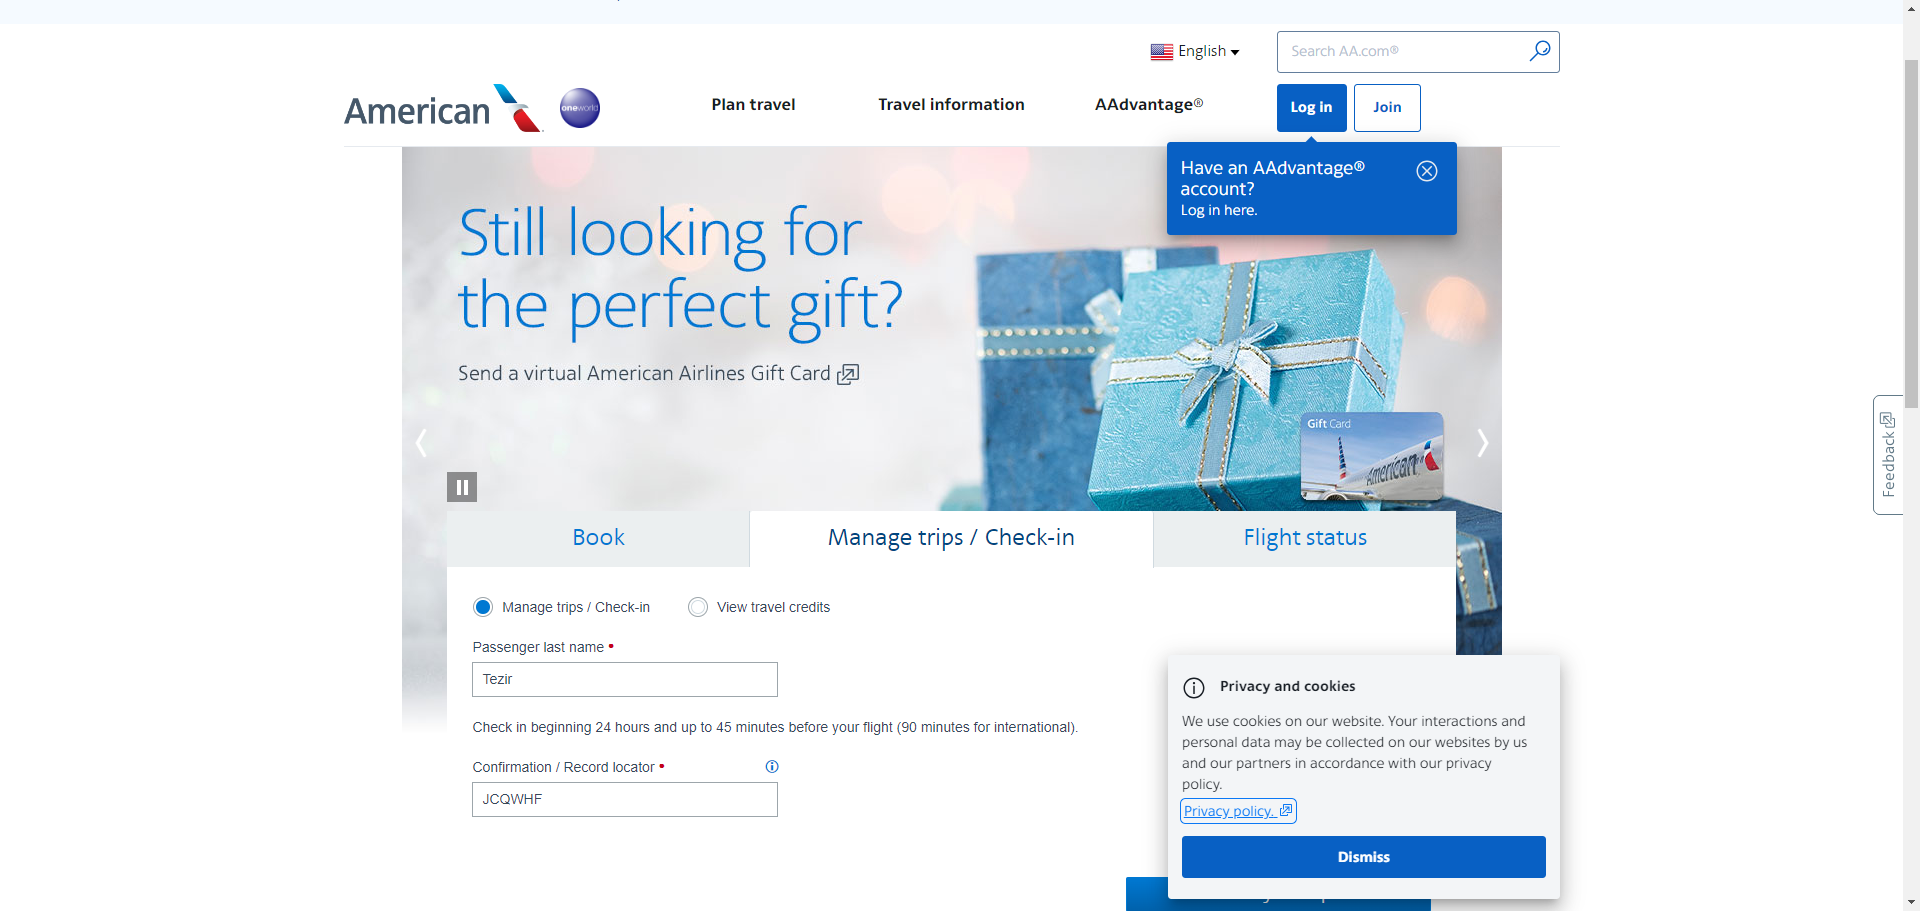 English
Search AA.com®
American
oneworld
Plan travel
Travel information
AAdvantage®
Log in
Join
Have an AAdvantage®
account?
Log in here.
Still looking for
the perfect gift?
Send a virtual American Airlines Gift Card
Gift Card
American
Feedback
Book
Manage trips / Check-in
Flight status
Manage trips / Check-in
View travel credits
Passenger last name •
Tezir
Check in beginning 24 hours and up to 45 minutes before your flight (90 minutes for international).
Confirmation / Record locator •
JCQWHF
Privacy and cookies
We use cookies on our website. Your interactions and
personal data may be collected on our websites by us
and our partners in accordance with our privacy
policy.
Privacy policy.
Dismiss